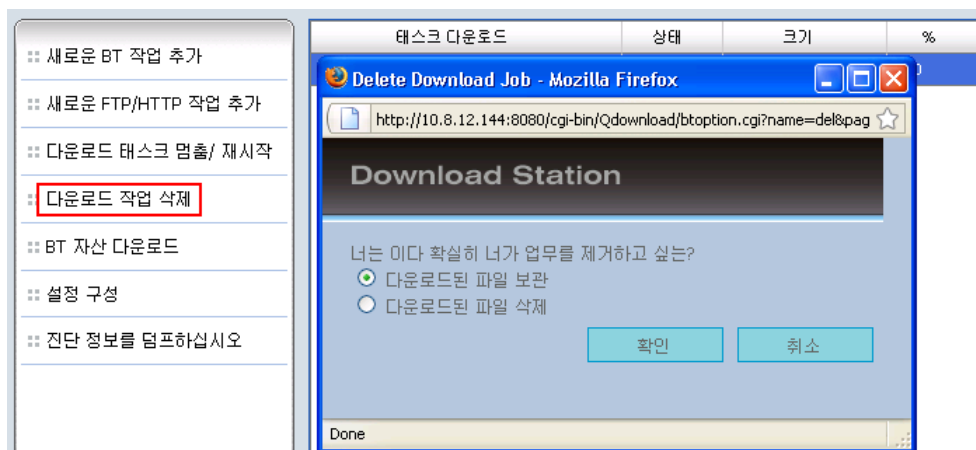 새로운 BT 작업 추가
새로운 FTP/HTTP 작업 추가
다운로드 태스크 멈춤/ 재시작
다운로드 작업 삭제
BT 자산 다운로드
설정 구성
진단 정보를 덤프하십시오
태스크 다운로드 상태 크기 %
Delete Download Job - Mozilla Firefox
http://10.8.12.144:8080/cgi-bin/Qdownload/btoption.cgi?name=del&pag
Download Station
너는 이다 확실히 너가 업무를 제거하고 싶는?
다운로드된 파일 보관
다운로드된 파일 삭제
확인 취소
Done